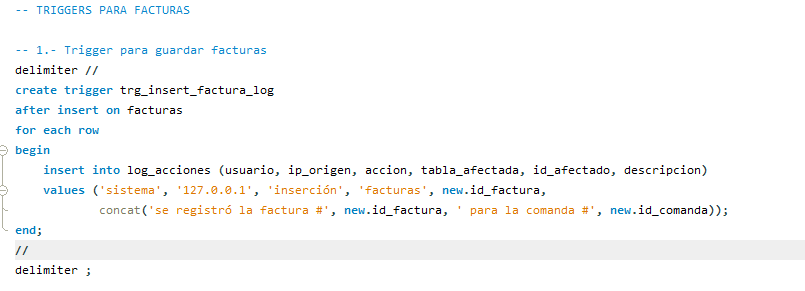 -- TRIGGERS PARA FACTURAS
-- 1.- Trigger para guardar facturas
delimiter //
create trigger trg_insert_factura_log
after insert on facturas
for each row
begin
insert into log_acciones (usuario, ip_origen, accion, tabla_afectada, id_afectado, descripcion)
values ('sistema', '127.0.0.1', 'inserción', 'facturas', new.id_factura,
concat('se registró la factura #', new.id_factura, ' para la comanda #', new.id_comanda));
end;
//
delimiter ;